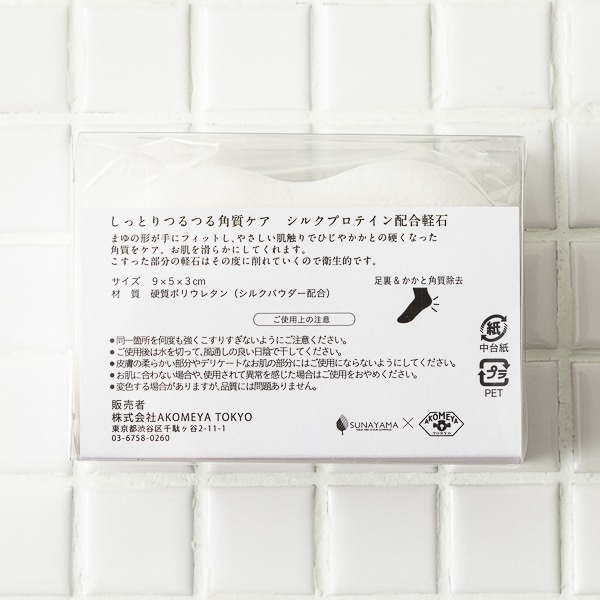 しっとりつるつる角質ケア　シルクプロテイン配合軽石
まゆの形が手にフィットし、やさしい肌触りでひじやかかとの硬くなった
角質をケア。お肌を滑らかにしてくれます。
こすった部分の軽石はその度に削れていくので衛生的です。
サイズ　9×5×3cm
材　質　硬質ポリウレタン（シルクパウダー配合）
足裏＆かかと角質除去
ご使用上の注意
●同一箇所を何度も強くこすりすぎないようにご注意ください。
●ご使用後は水を切って、風通しの良い日陰で干してください。
●皮膚の柔らかい部分やデリケートなお肌の部分にはご使用にならないようにしてください。
●お肌に合わない場合や、使用されて異常を感じた場合はご使用をおやめください。
●変色する場合がありますが、品質には問題ありません。
紙
中台紙
プラ
PET
販売者
株式会社AKOMEYA TOKYO
東京都渋谷区千駄ヶ谷2-11-1
03-6758-0260
SUNAYAMA × AKOMEYA TOKYO